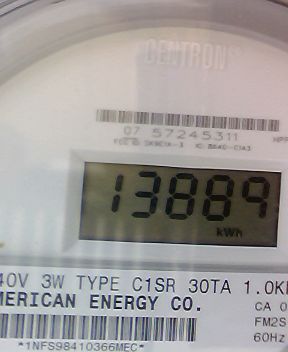 CENTRON®
07 57245311
13889
kWh
40V 3W TYPE C1SR 30TA 1.0K
MERICAN ENERGY CO. CA 0
FM2S
60Hz
*1NFS98410366MEC*